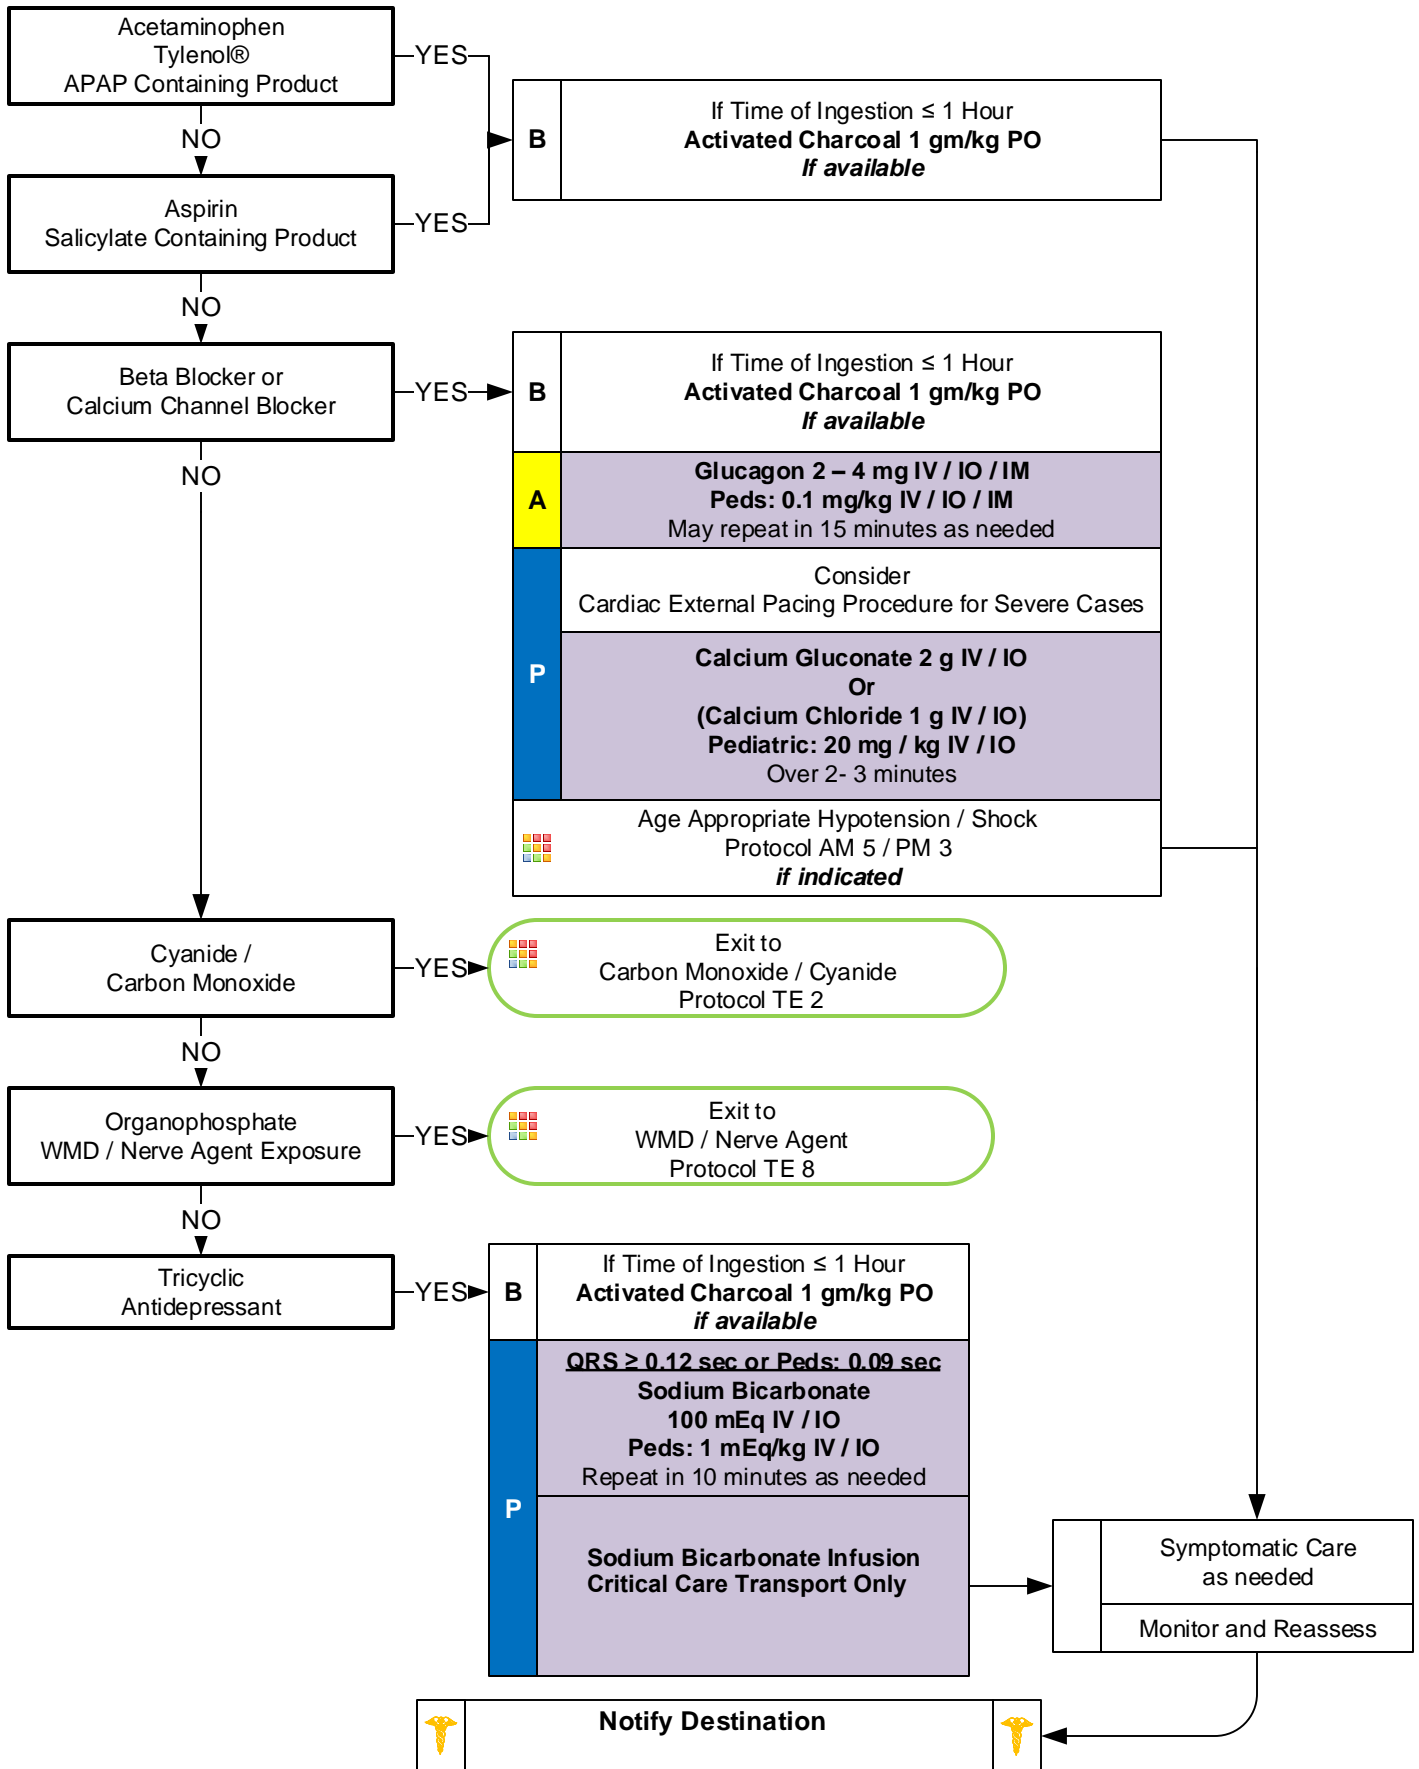 Acetaminophen
Tylenol®
APAP Containing Product
YES
NO
B
If Time of Ingestion ≤ 1 Hour
Activated Charcoal 1 gm/kg PO
If available
Aspirin
Salicylate Containing Product
YES
NO
Beta Blocker or
Calcium Channel Blocker
YES
NO
B
If Time of Ingestion ≤ 1 Hour
Activated Charcoal 1 gm/kg PO
If available
A
Glucagon 2 – 4 mg IV / IO / IM
Peds: 0.1 mg/kg IV / IO / IM
May repeat in 15 minutes as needed
P
Consider
Cardiac External Pacing Procedure for Severe Cases
Calcium Gluconate 2 g IV / IO
Or
(Calcium Chloride 1 g IV / IO)
Pediatric: 20 mg / kg IV / IO
Over 2- 3 minutes
Age Appropriate Hypotension / Shock
Protocol AM 5 / PM 3
if indicated
Cyanide /
Carbon Monoxide
YES
NO
Exit to
Carbon Monoxide / Cyanide
Protocol TE 2
Organophosphate
WMD / Nerve Agent Exposure
YES
NO
Exit to
WMD / Nerve Agent
Protocol TE 8
Tricyclic
Antidepressant
YES
B
If Time of Ingestion ≤ 1 Hour
Activated Charcoal 1 gm/kg PO
if available
P
QRS ≥ 0.12 sec or Peds: 0.09 sec
Sodium Bicarbonate
100 mEq IV / IO
Peds: 1 mEq/kg IV / IO
Repeat in 10 minutes as needed
Sodium Bicarbonate Infusion
Critical Care Transport Only
Symptomatic Care
as needed
Monitor and Reassess
Notify Destination